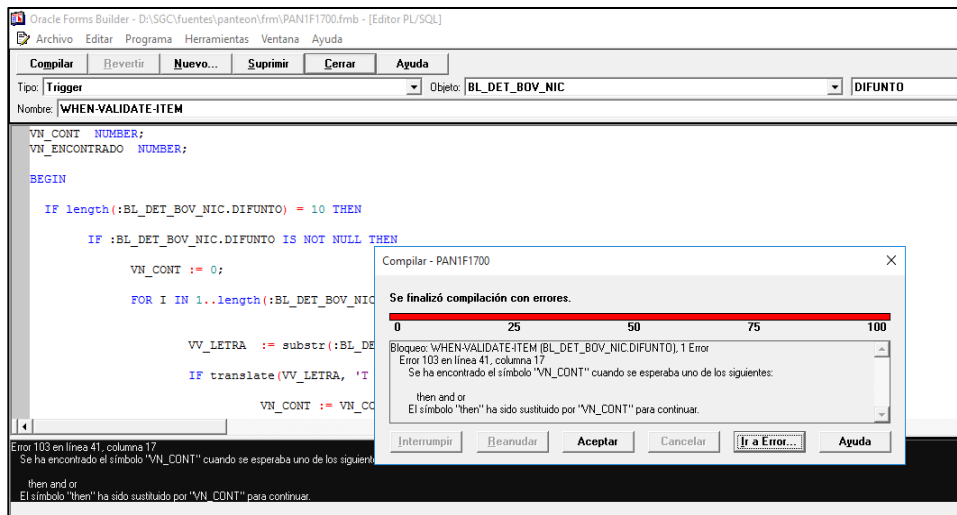 Oracle Forms Builder - D:\SGC\fuentes\panteon\frm\PAN1F1700.fmb - [Editor PL/SQL]
Archivo Editar Programa Herramientas Ventana Ayuda
Compilar Revertir Nuevo... Suprimir Cerrar Ayuda
Tipo: Trigger Objeto: BL_DET_BOV_NIC DIFUNTO
Nombre: WHEN-VALIDATE-ITEM
VN_CONT NUMBER;
VN_ENCONTRADO NUMBER;
BEGIN
IF length(:BL_DET_BOV_NIC.DIFUNTO) = 10 THEN
IF :BL_DET_BOV_NIC.DIFUNTO IS NOT NULL THEN
VN_CONT := 0;
FOR I IN 1..length(:BL_DET_BOV_NIC
VV_LETRA := substr(:BL_DE
IF translate(VV_LETRA, 'T
VN_CONT := VN_CO
Compilar - PAN1F1700
Se finalizó compilación con errores.
0 25 50 75 100
Bloqueo: WHEN-VALIDATE-ITEM (BL_DET_BOV_NIC.DIFUNTO), 1 Error
Error 103 en línea 41, columna 17
Se ha encontrado el símbolo "VN_CONT" cuando se esperaba uno de los siguientes:
then and or
El símbolo "then" ha sido sustituido por "VN_CONT" para continuar.
Interrumpir Reanudar Aceptar Cancelar Ir a Error... Ayuda
Error 103 en línea 41, columna 17
Se ha encontrado el símbolo "VN_CONT" cuando se esperaba uno de los siguient
then and or
El símbolo "then" ha sido sustituido por "VN_CONT" para continuar.